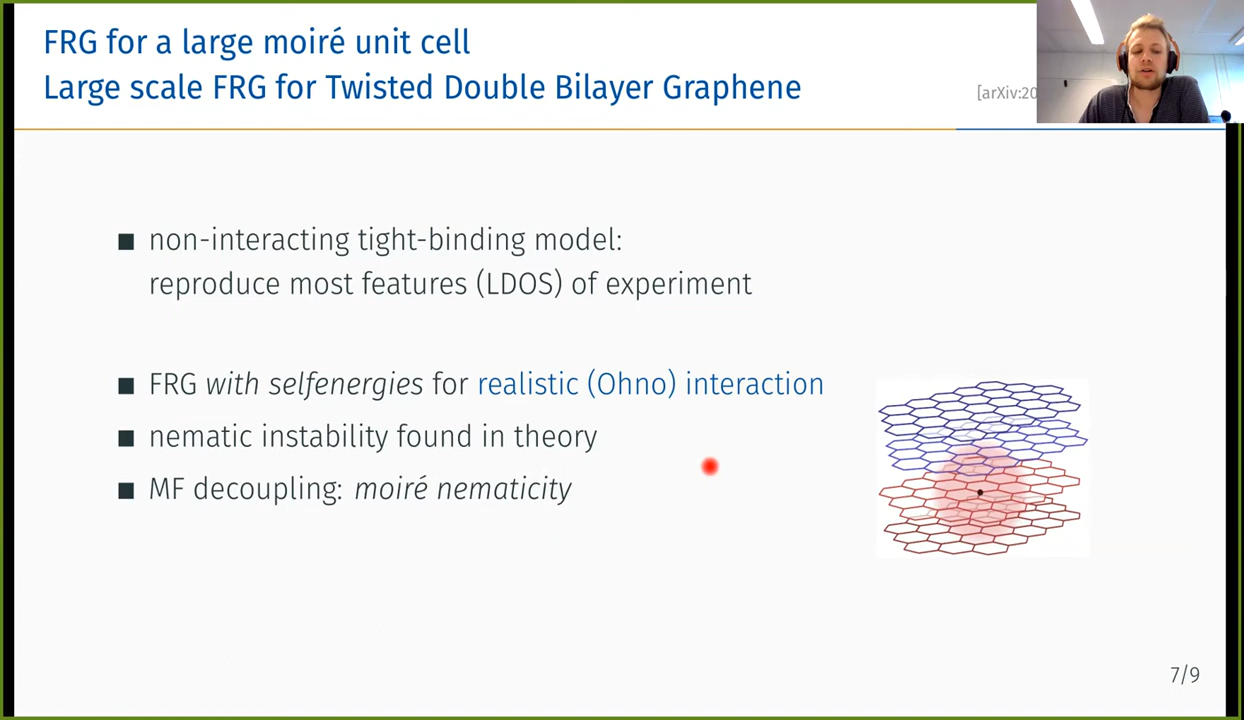 FRG for a large moiré unit cell
Large scale FRG for Twisted Double Bilayer Graphene
[arXiv:20
■ non-interacting tight-binding model:
reproduce most features (LDOS) of experiment
■ FRG with selfenergies for realistic (Ohno) interaction
■ nematic instability found in theory
■ MF decoupling: moiré nematicity
7/9